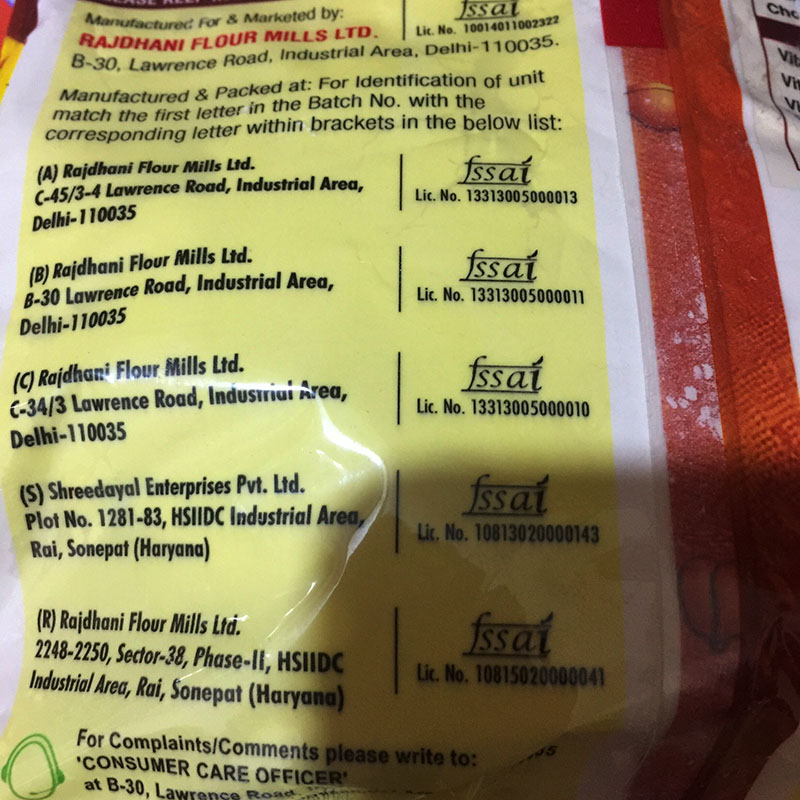 Manufactured For & Marketed by:
RAJDHANI FLOUR MILLS LTD.
B-30, Lawrence Road, Industrial Area, Delhi-110035.
fssai
Lic. No. 10014011002322
Manufactured & Packed at: For Identification of unit
match the first letter in the Batch No. with the
corresponding letter within brackets in the below list:
(A) Rajdhani Flour Mills Ltd.
C-45/3-4 Lawrence Road, Industrial Area,
Delhi-110035
fssai
Lic. No. 13313005000013
(B) Rajdhani Flour Mills Ltd.
B-30 Lawrence Road, Industrial Area,
Delhi-110035
fssai
Lic. No. 13313005000011
(C) Rajdhani Flour Mills Ltd.
C-34/3 Lawrence Road, Industrial Area,
Delhi-110035
fssai
Lic. No. 13313005000010
(S) Shreedayal Enterprises Pvt. Ltd.
Plot No. 1281-83, HSIIDC Industrial Area,
Rai, Sonepat (Haryana)
fssai
Lic. No. 10813020000143
(R) Rajdhani Flour Mills Ltd.
2248-2250, Sector-38, Phase-II, HSIIDC
Industrial Area, Rai, Sonepat (Haryana)
fssai
Lic. No. 10815020000041
For Complaints/Comments please write to:
'CONSUMER CARE OFFICER'
at B-30, Lawrence Road